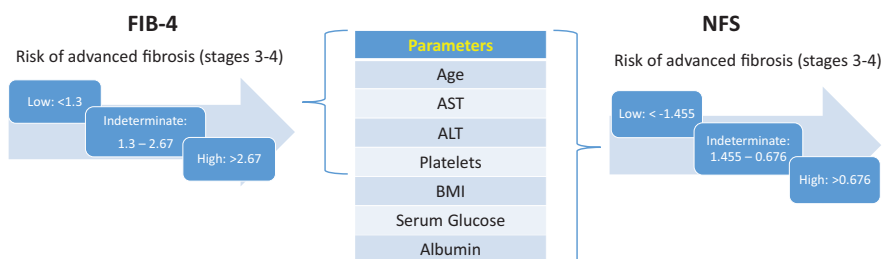 FIB-4
Risk of advanced fibrosis (stages 3-4)
Low: <1.3
Indeterminate:
1.3 – 2.67
High: >2.67
Parameters
Age
AST
ALT
Platelets
BMI
Serum Glucose
Albumin
NFS
Risk of advanced fibrosis (stages 3-4)
Low: < -1.455
Indeterminate:
1.455 – 0.676
High: >0.676